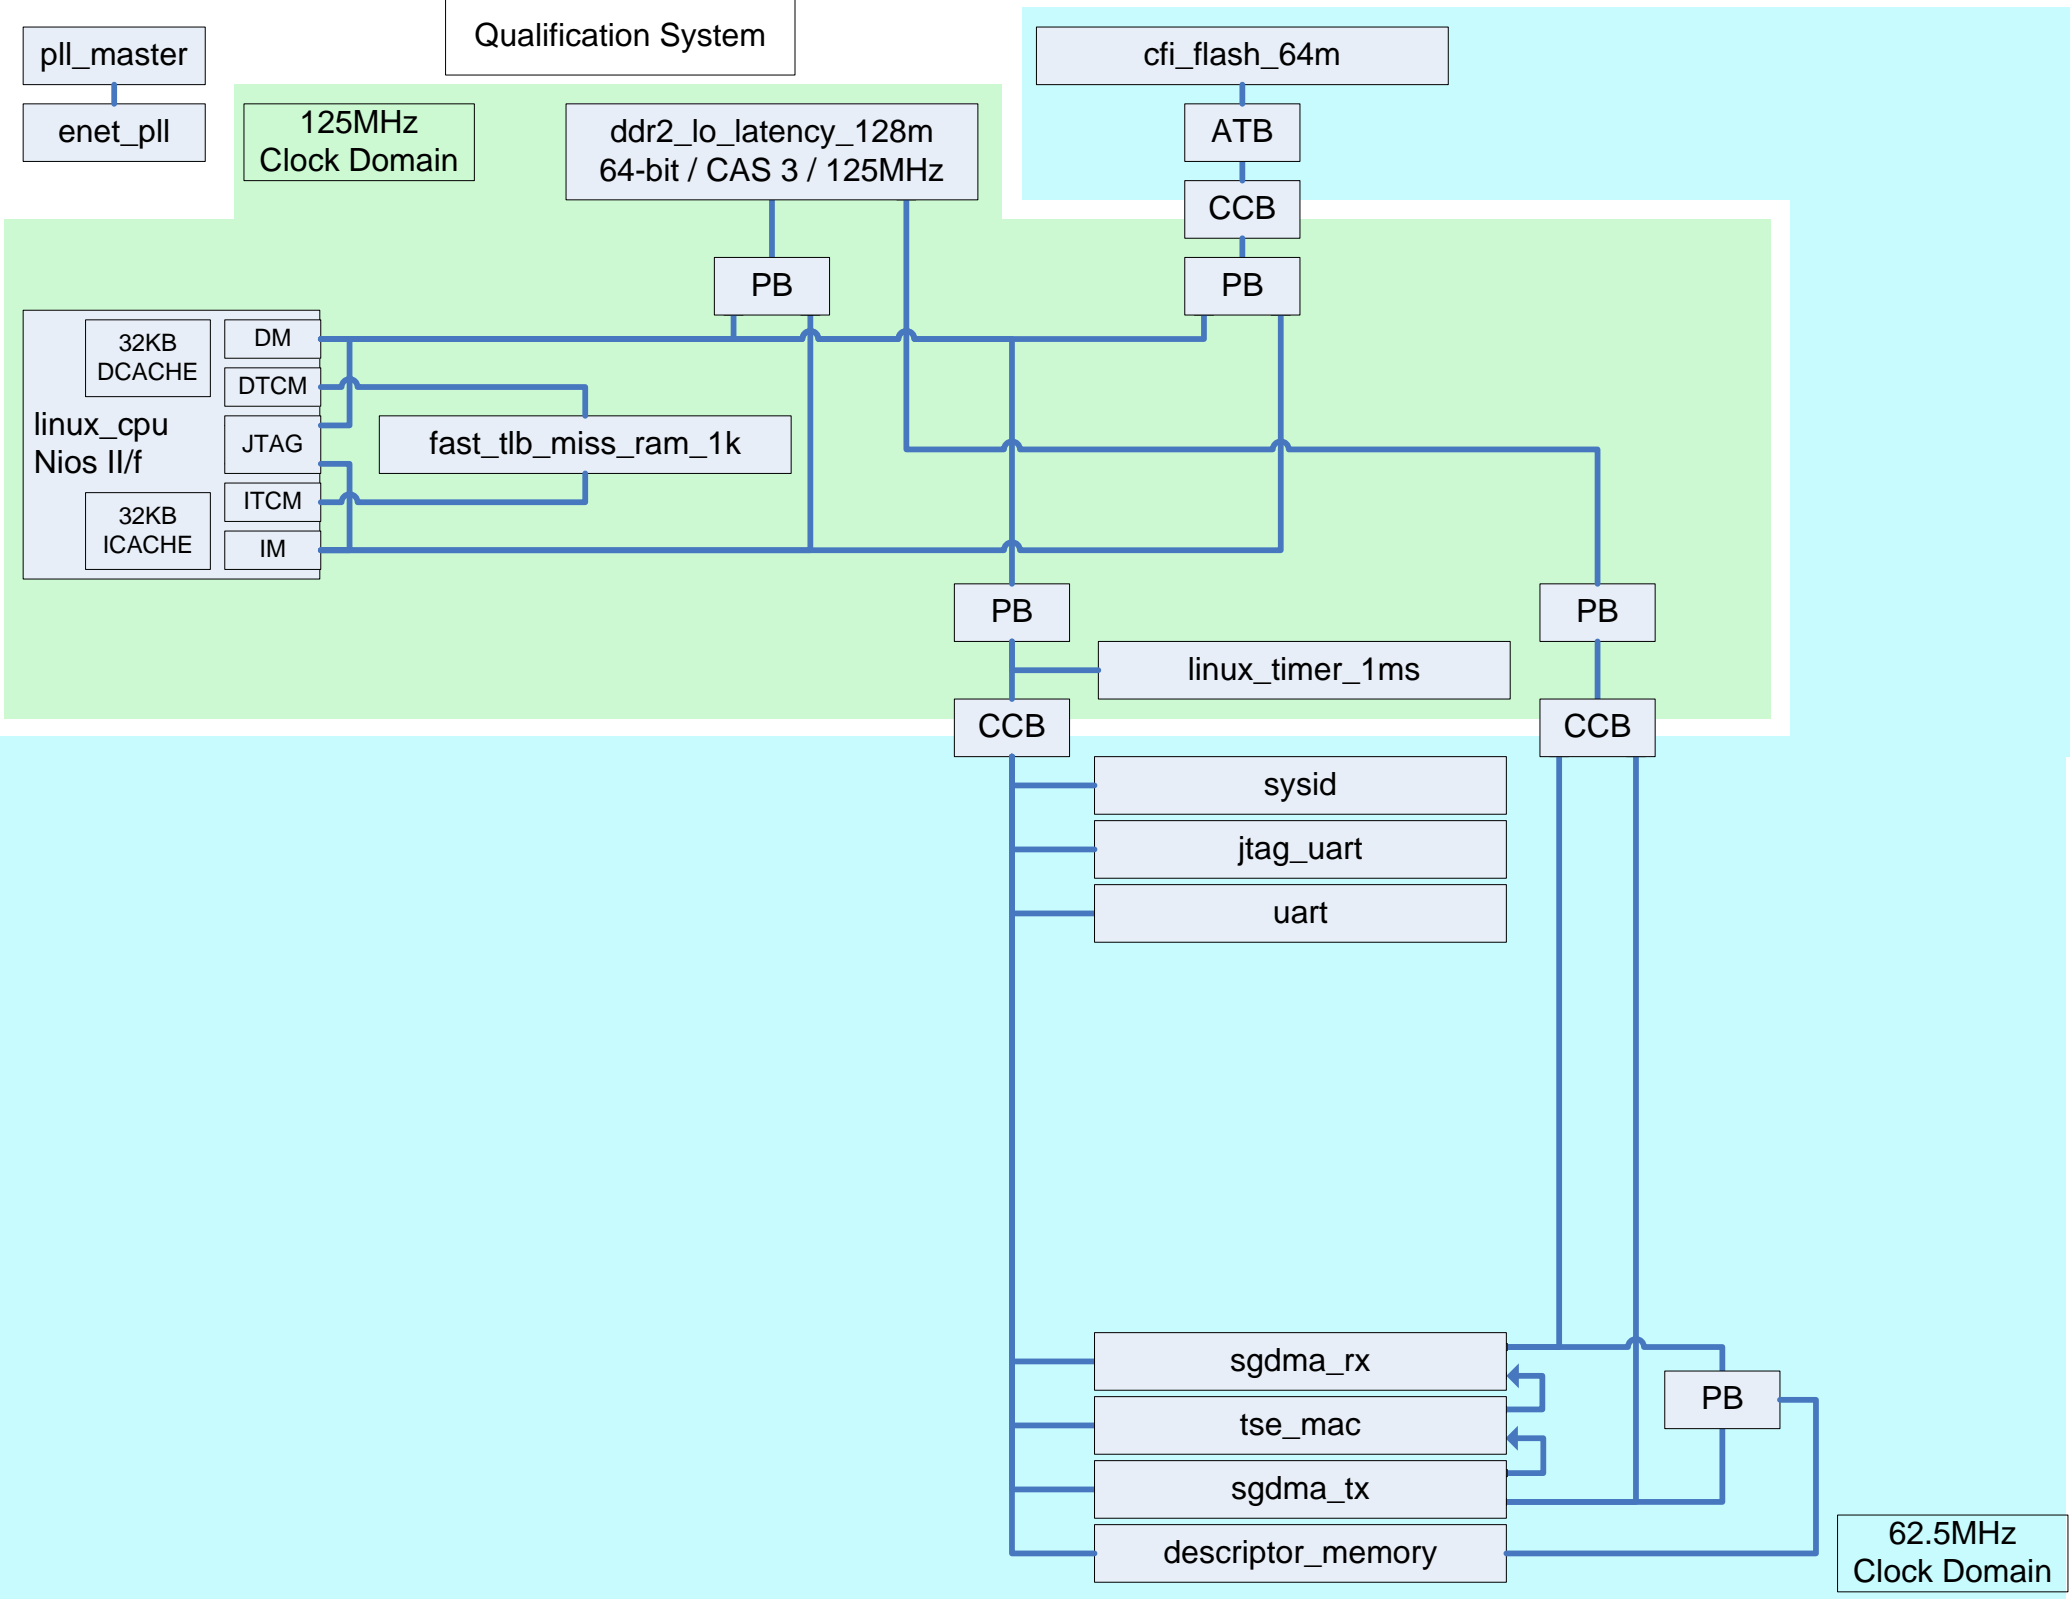 Qualification System
pll_master
enet_pll
125MHz
Clock Domain
ddr2_lo_latency_128m
64-bit / CAS 3 / 125MHz
cfi_flash_64m
ATB
CCB
PB
PB
32KB
DCACHE
linux_cpu
Nios II/f
32KB
ICACHE
DM
DTCM
JTAG
ITCM
IM
fast_tlb_miss_ram_1k
PB
PB
linux_timer_1ms
CCB
CCB
sysid
jtag_uart
uart
sgdma_rx
tse_mac
sgdma_tx
descriptor_memory
PB
62.5MHz
Clock Domain